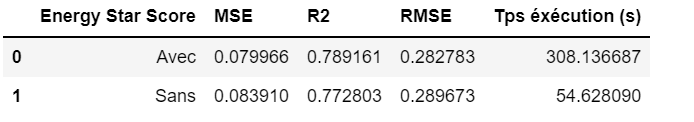 Energy Star Score MSE R2 RMSE Tps éxécution (s)
0 Avec 0.079966 0.789161 0.282783 308.136687
1 Sans 0.083910 0.772803 0.289673 54.628090